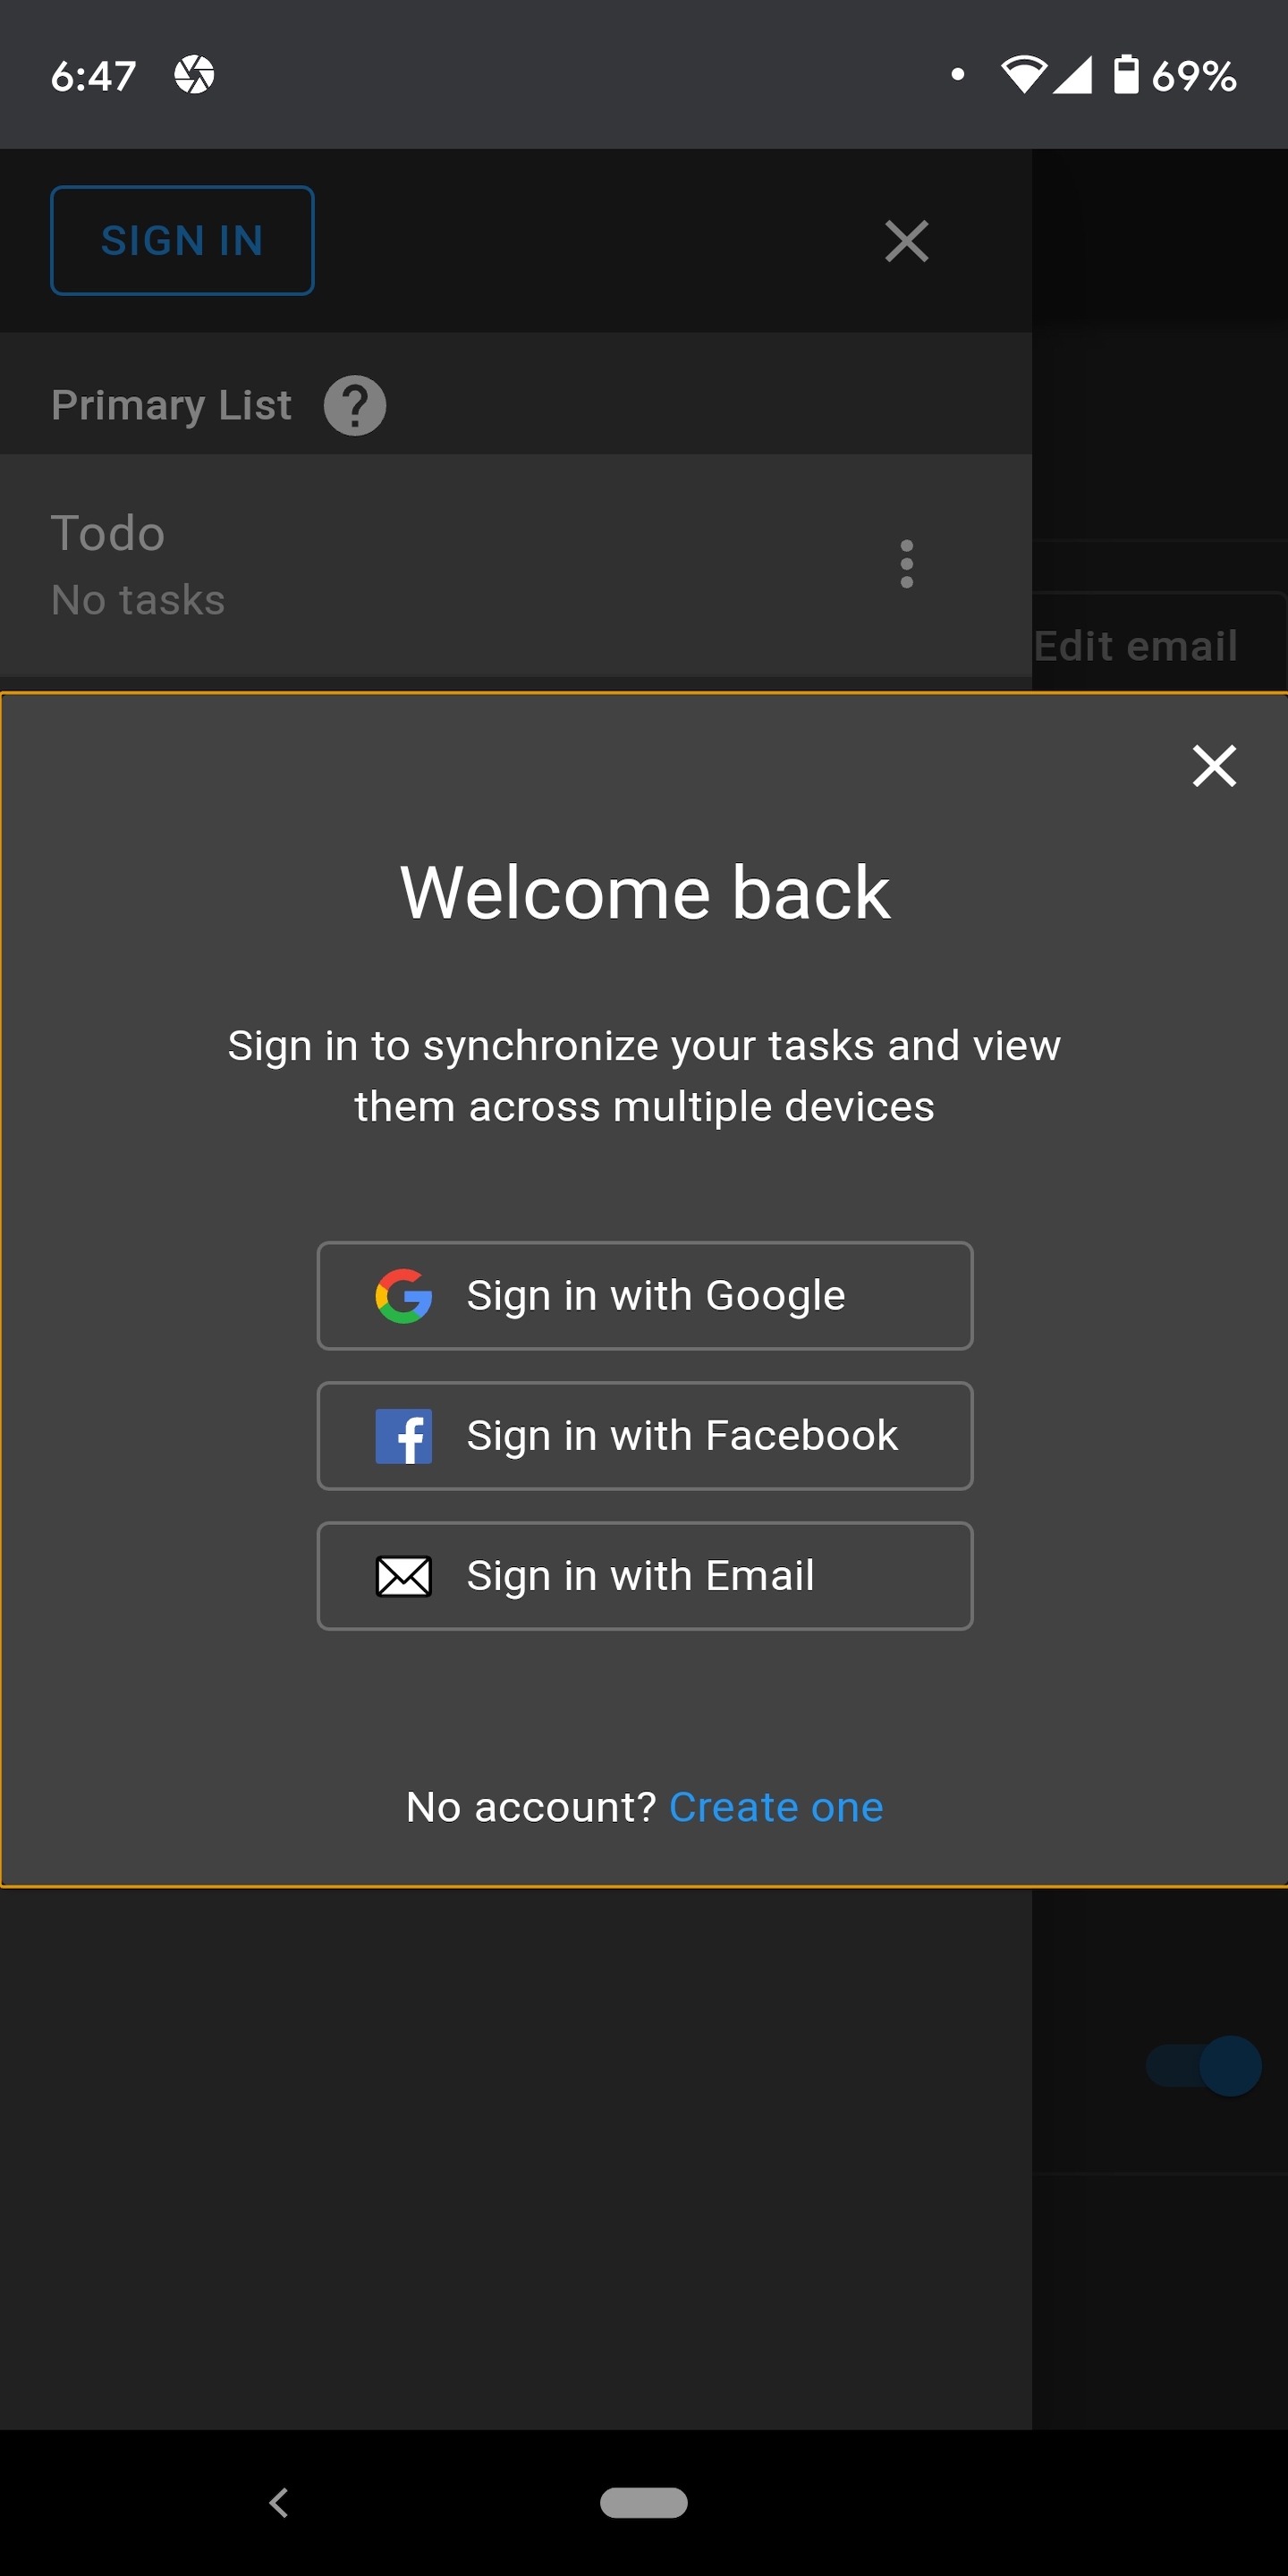 6:47
69%
SIGN IN
Primary List
Todo
No tasks
Edit email
Welcome back
Sign in to synchronize your tasks and view
them across multiple devices
Sign in with Google
Sign in with Facebook
Sign in with Email
No account? Create one